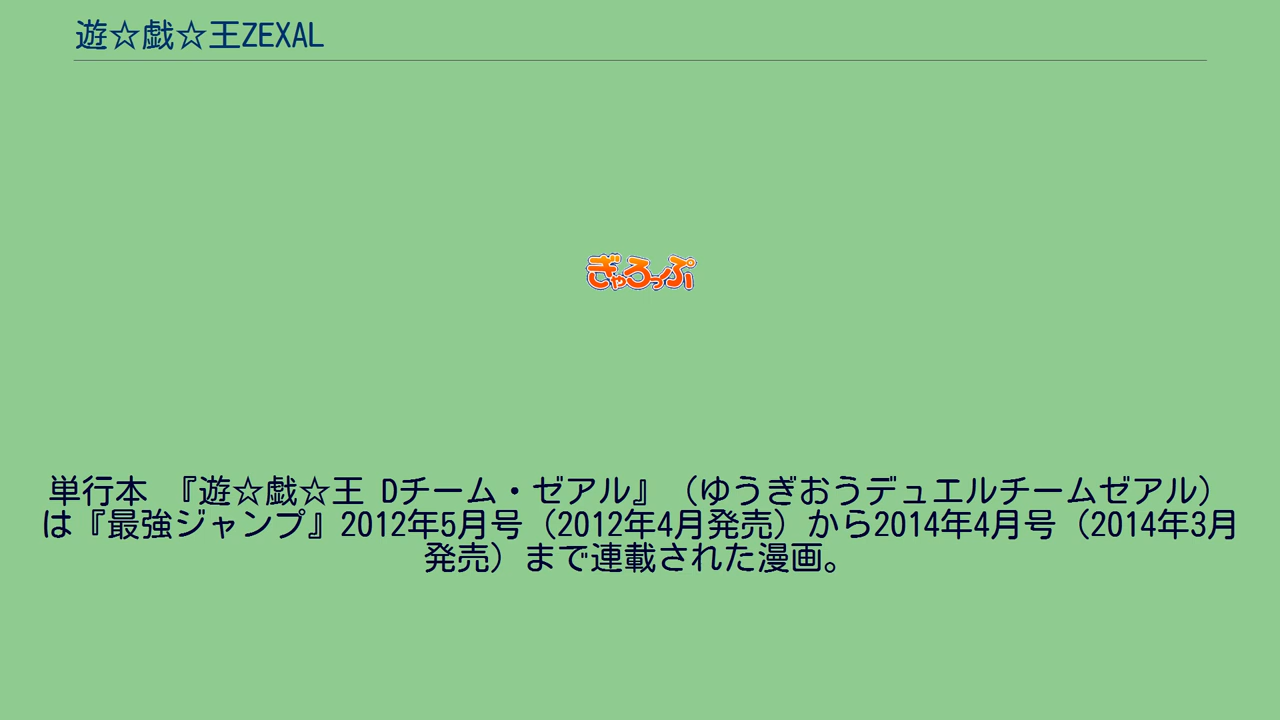 遊☆戯☆王ZEXAL
ぎゃろっぷ
単行本 『遊☆戯☆王 Dチーム・ゼアル』（ゆうぎおうデュエルチームゼアル）
は『最強ジャンプ』2012年5月号（2012年4月発売）から2014年4月号（2014年3月
発売）まで連載された漫画。